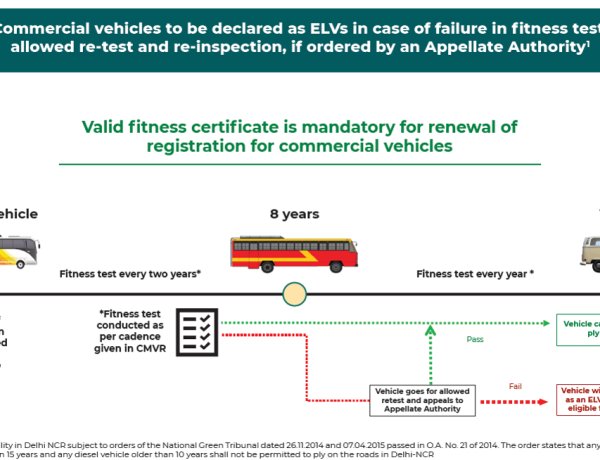 Commercial vehicles to be declared as ELVs in case of failure in fitness test
allowed re-test and re-inspection, if ordered by an Appellate Authority¹
Valid fitness certificate is mandatory for renewal of
registration for commercial vehicles
ehicle
8 years
Fitness test every two years*
Fitness test every year *
*Fitness test
conducted as
per cadence
given in CMVR
Vehicle ca
ply
Pass
Vehicle goes for allowed
retest and appeals to
Appellate Authority
Fail
Vehicle wi
as an ELV
eligible f
lity in Delhi NCR subject to orders of the National Green Tribunal dated 26.11.2014 and 07.04.2015 passed in O.A. No. 21 of 2014. The order states that any
n 15 years and any diesel vehicle older than 10 years shall not be permitted to ply on the roads in Delhi-NCR